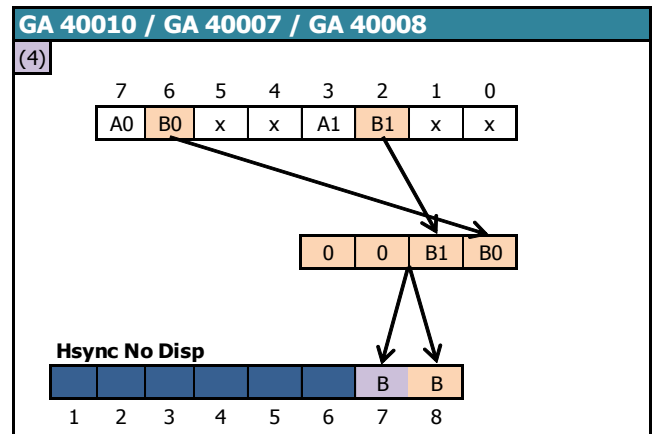 GA 40010 / GA 40007 / GA 40008
(4)
7 6 5 4 3 2 1 0
A0 B0 x x A1 B1 x x
0 0 B1 B0
Hsync No Disp
B B
1 2 3 4 5 6 7 8